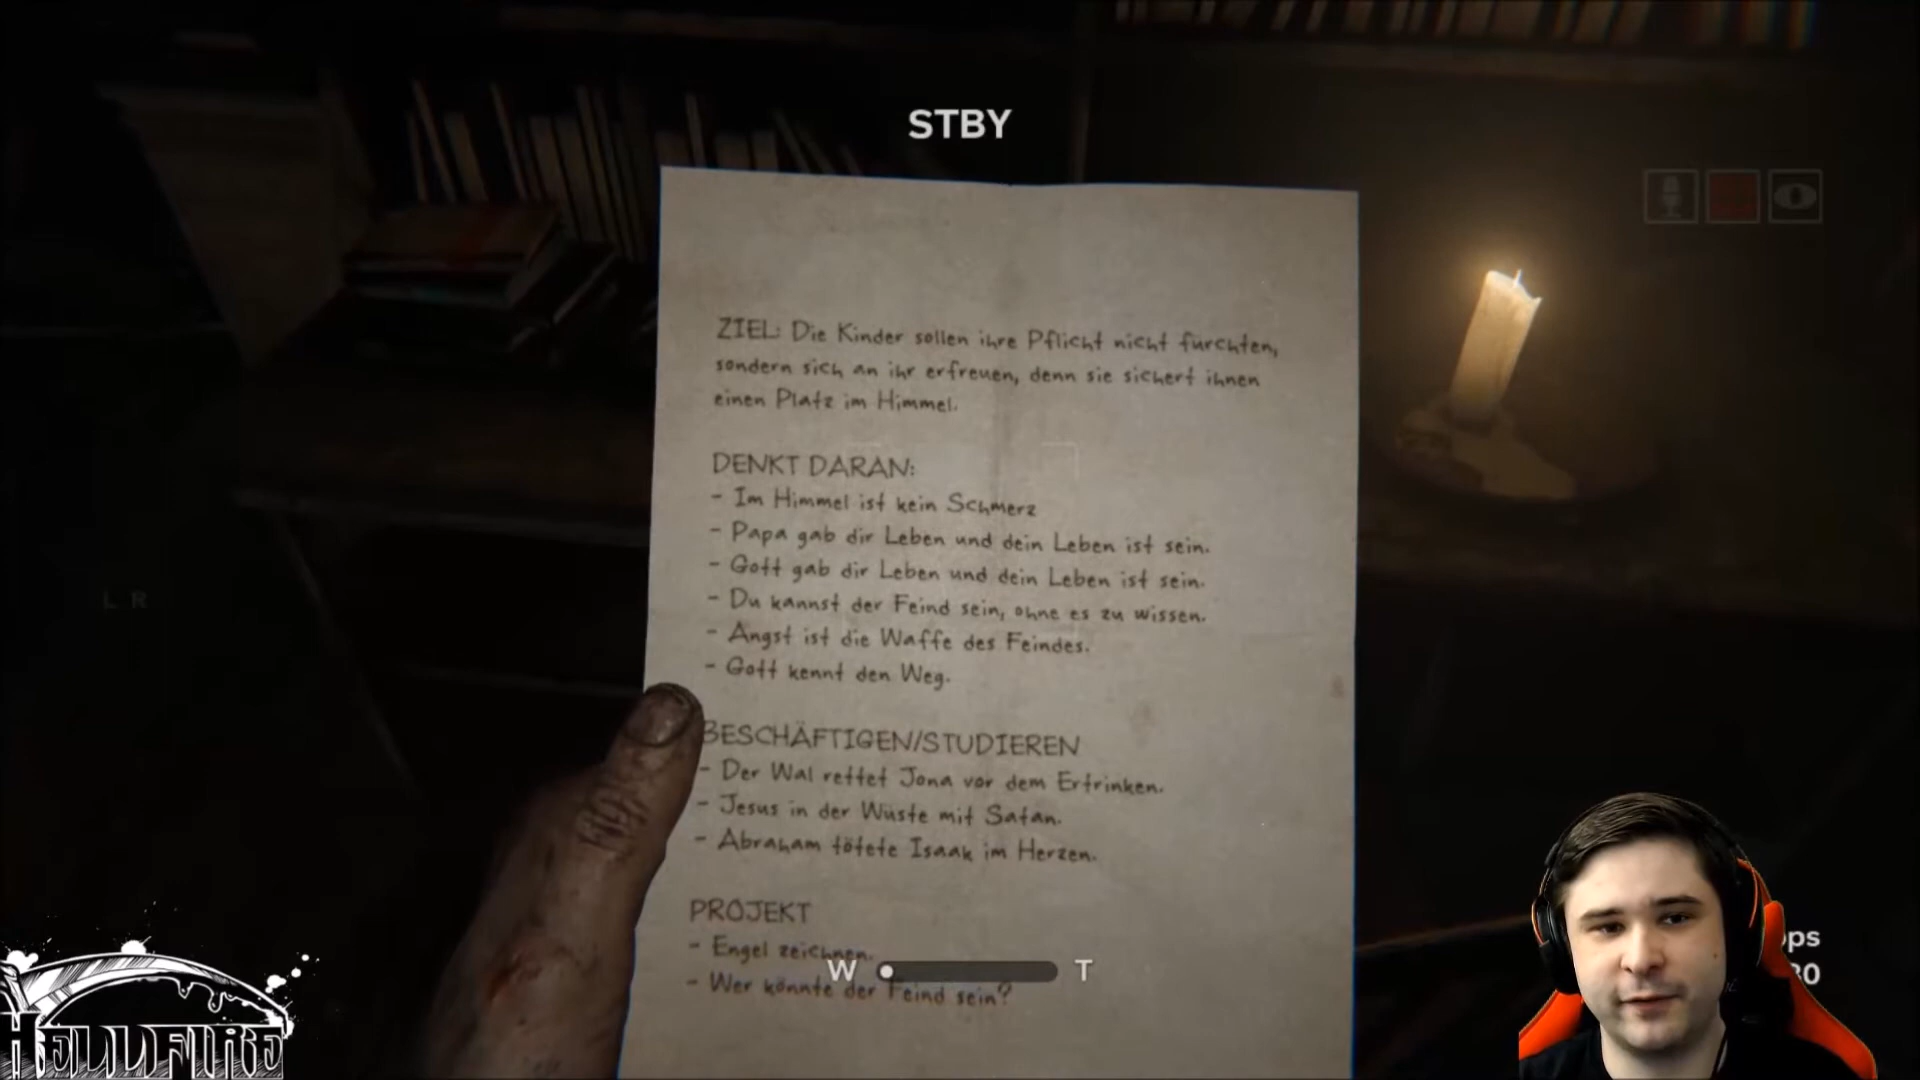 STBY
ZIEL: Die Kinder sollen ihre Pflicht nicht fürchten,
sondern sich an ihr erfreuen, denn sie sichert ihnen
einen Platz im Himmel.
DENKT DARAN:
- Im Himmel ist kein Schmerz
- Papa gab dir Leben und dein Leben ist sein.
- Gott gab dir Leben und dein Leben ist sein.
- Du kannst der Feind sein, ohne es zu wissen.
- Angst ist die Waffe des Feindes.
- Gott kennt den Weg.
L R
BESCHÄFTIGEN/STUDIEREN
- Der Wal rettet Jona vor dem Ertrinken.
- Jesus in der Wüste mit Satan.
- Abraham tötete Isaak im Herzen.
PROJEKT
- Engel zeichnen.
W T
- Wer könnte der Feind sein?
HELLFIRE